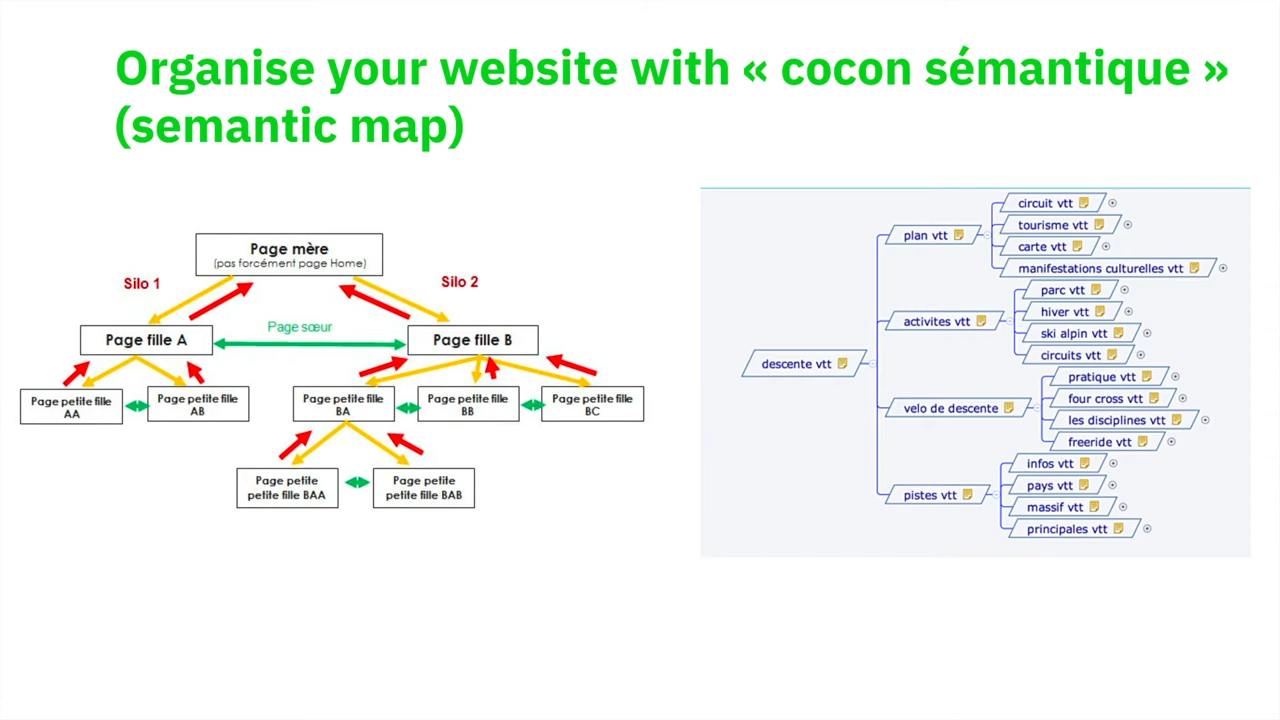 Organise your website with « cocon sémantique »
(semantic map)
Page mère
(pas forcément page Home)
Silo 1
Silo 2
Page sœur
Page fille A
Page fille B
Page petite fille
AA
Page petite fille
AB
Page petite fille
BA
Page petite fille
BB
Page petite fille
BC
Page petite
petite fille BAA
Page petite
petite fille BAB
descente vtt
plan vtt
circuit vtt
tourisme vtt
carte vtt
manifestations culturelles vtt
activites vtt
parc vtt
hiver vtt
ski alpin vtt
circuits vtt
velo de descente
pratique vtt
four cross vtt
les disciplines vtt
freeride vtt
pistes vtt
infos vtt
pays vtt
massif vtt
principales vtt